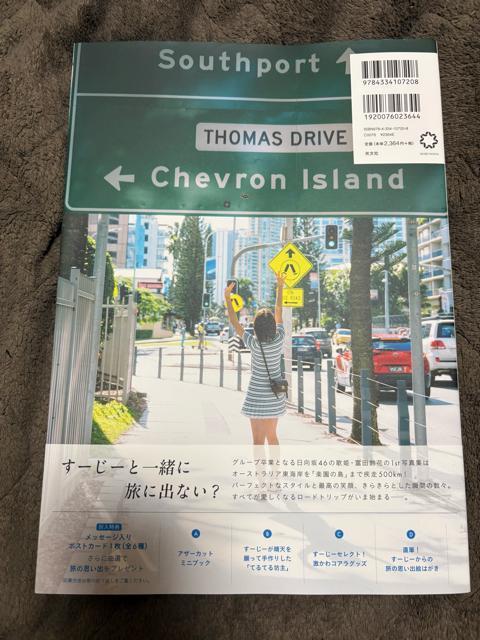 Southport ↑
9784334107208
1920076023644
ISBN978-4-334-10720-8
C0076 ¥2364E
定価(本体2,364円+税)
光文社
THOMAS DRIVE
← Chevron Island
すーじーと一緒に
旅に出ない?
グループ卒業となる日向坂46の歌姫・富田鈴花の1st写真集は
オーストラリア東海岸を「楽園の島」まで疾走500km!
パーフェクトなスタイルと最高の笑顔、きらきらとした瞬間の数々。
すべてが愛しくなるロードトリップがいま始まる——。
封入特典
メッセージ入り
ポストカード1枚(全6種)
さらに抽選で
旅の思い出をプレゼント
A
アザーカット
ミニブック
B
すーじーが晴天を
願って手作りした
「てるてる坊主」
C
すーじーセレクト!
激かわコアラグッズ
D
直筆!
すーじーからの
旅の思い出絵はがき